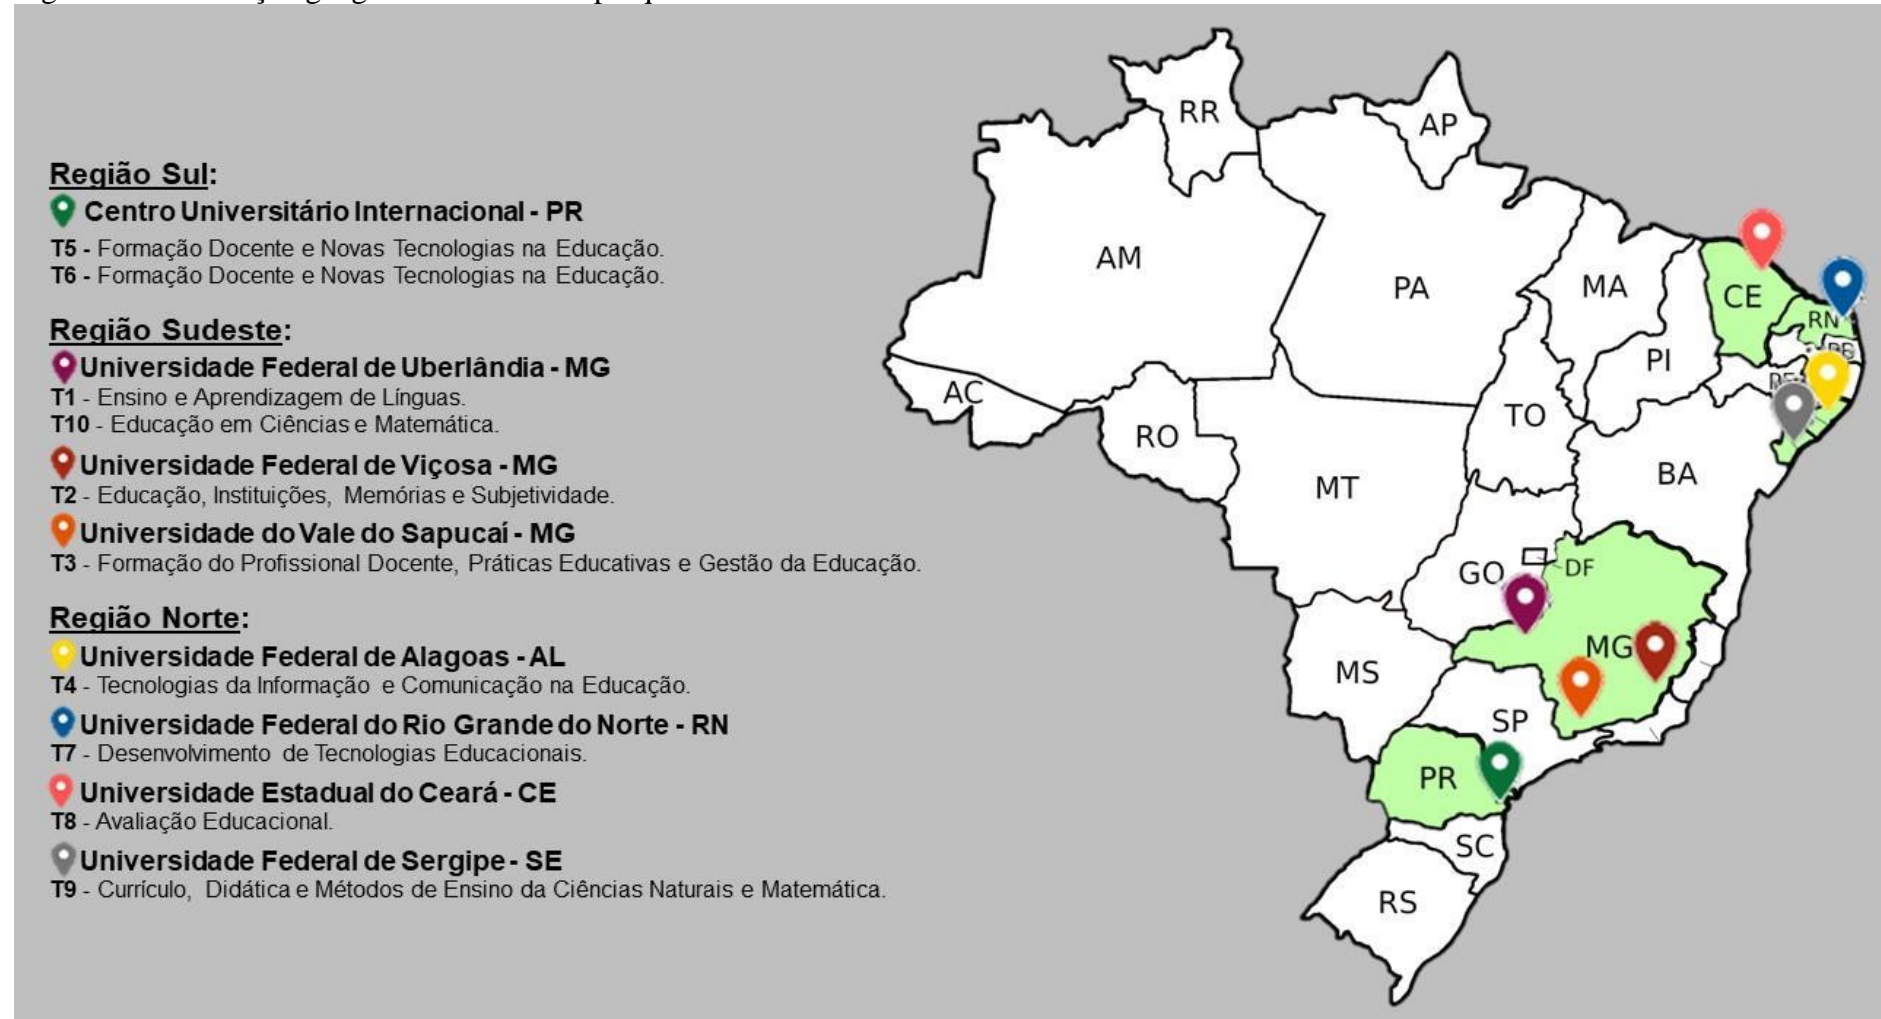 Região Sul:
Centro Universitário Internacional - PR
T5 - Formação Docente e Novas Tecnologias na Educação.
T6 - Formação Docente e Novas Tecnologias na Educação.
Região Sudeste:
Universidade Federal de Uberlândia - MG
T1 - Ensino e Aprendizagem de Línguas.
T10 - Educação em Ciências e Matemática.
Universidade Federal de Viçosa - MG
T2 - Educação, Instituições, Memórias e Subjetividade.
Universidade do Vale do Sapucaí - MG
T3 - Formação do Profissional Docente, Práticas Educativas e Gestão da Educação.
Região Norte:
Universidade Federal de Alagoas - AL
T4 - Tecnologias da Informação e Comunicação na Educação.
Universidade Federal do Rio Grande do Norte - RN
T7 - Desenvolvimento de Tecnologias Educacionais.
Universidade Estadual do Ceará - CE
T8 - Avaliação Educacional.
Universidade Federal de Sergipe - SE
T9 - Currículo, Didática e Métodos de Ensino da Ciências Naturais e Matemática.
RR
AP
AM
PA
MA
CE
RN
PI
AC
TO
RO
BA
MT
GO
DF
MG
MS
SP
PR
SC
RS